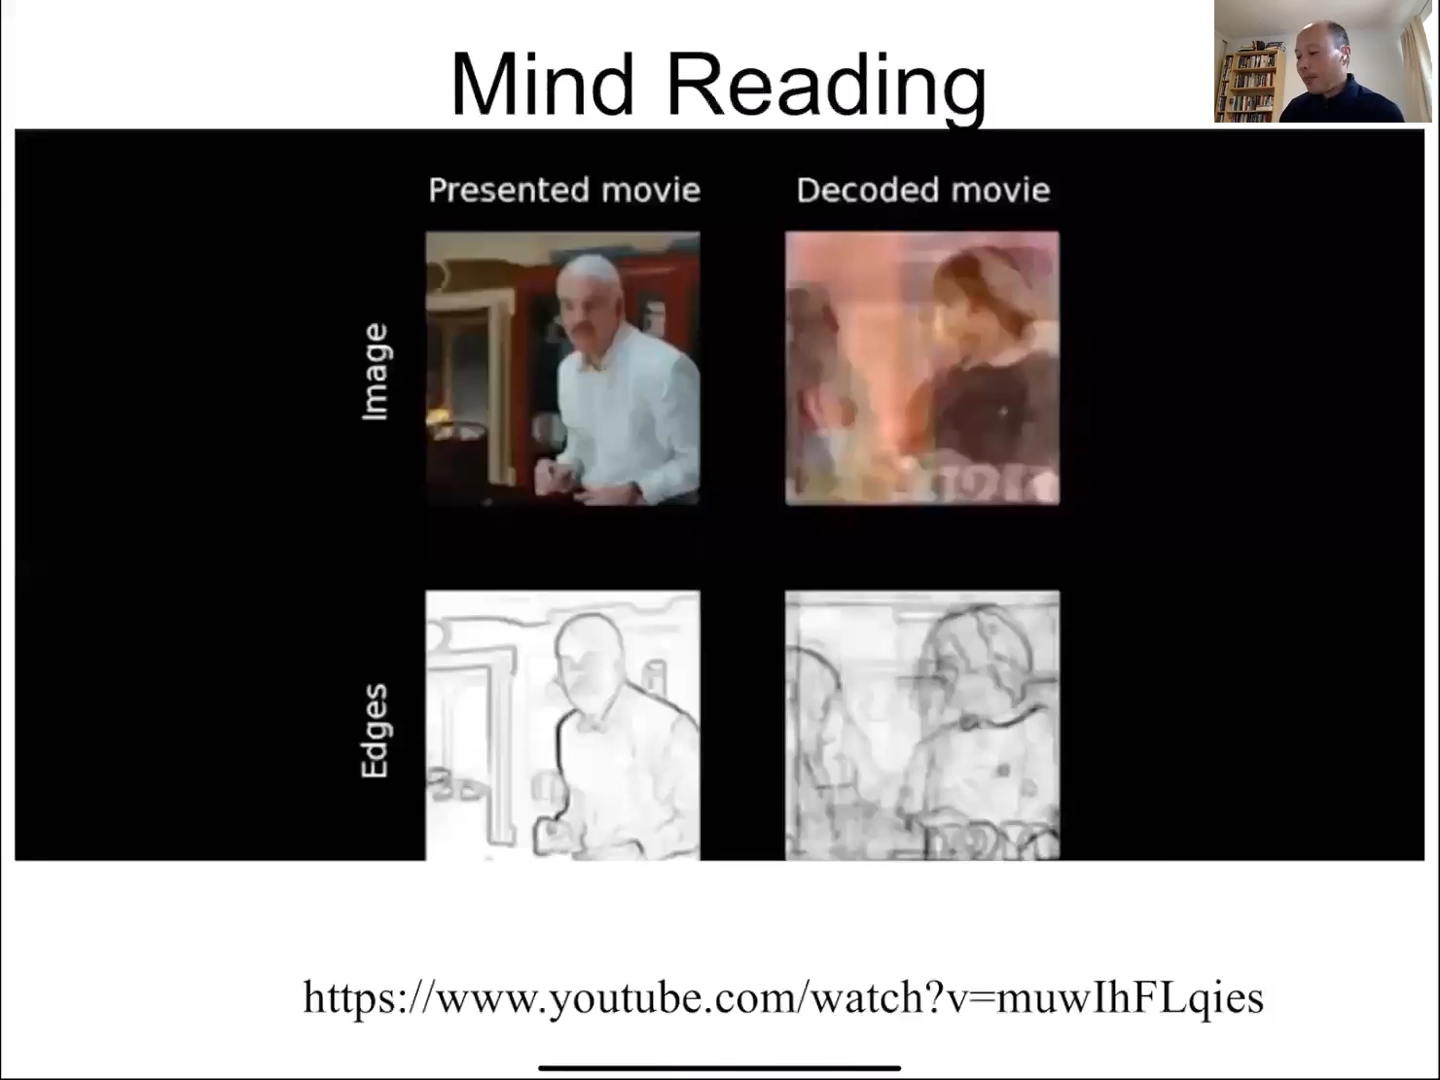 Mind Reading
Presented movie
Decoded movie
Image
Edges
https://www.youtube.com/watch?v=muwIhFLqies